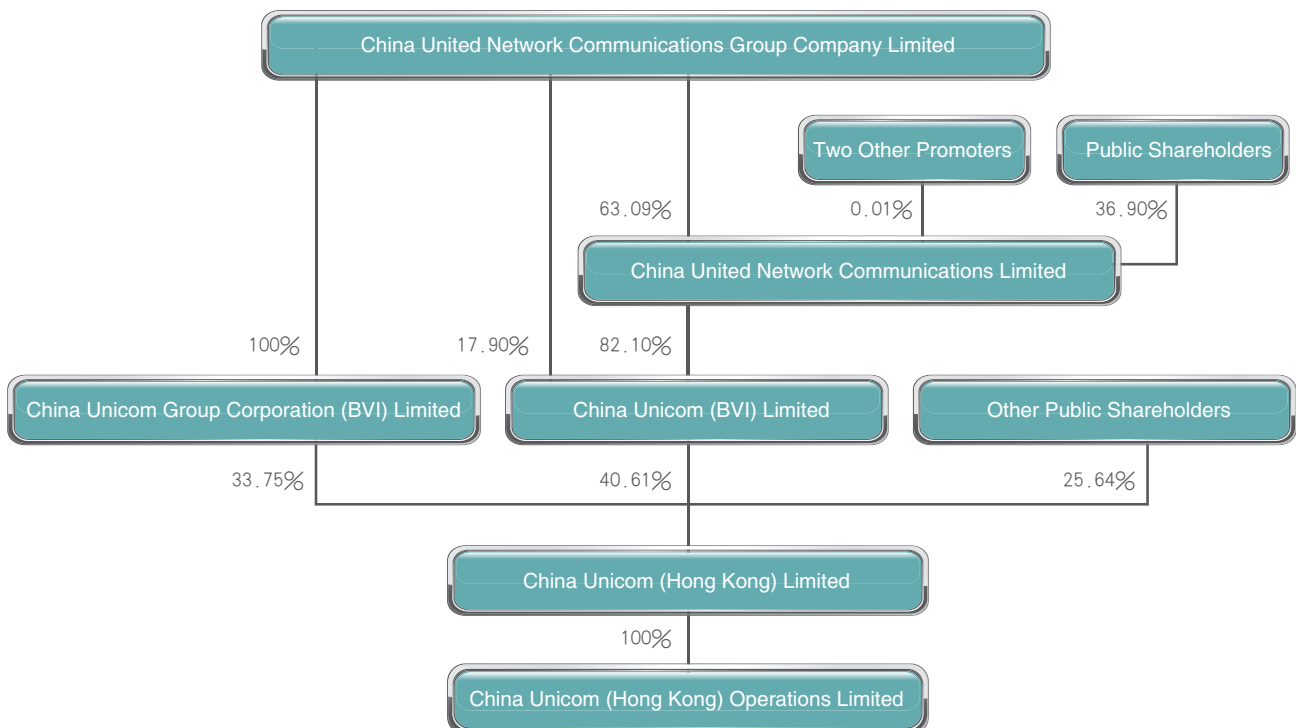 China United Network Communications Group Company Limited
Two Other Promoters
Public Shareholders
63.09%
0.01%
36.90%
China United Network Communications Limited
100%
17.90%
82.10%
China Unicom Group Corporation (BVI) Limited
China Unicom (BVI) Limited
Other Public Shareholders
33.75%
40.61%
25.64%
China Unicom (Hong Kong) Limited
100%
China Unicom (Hong Kong) Operations Limited